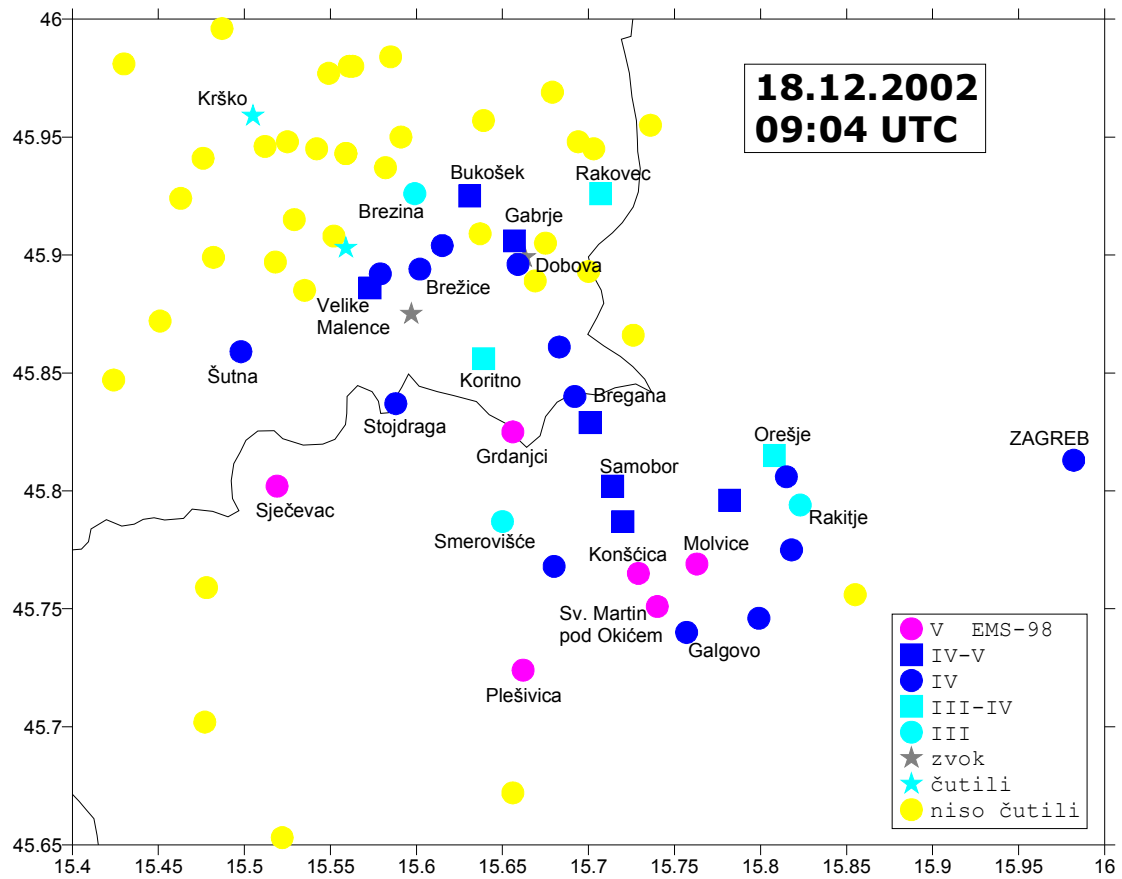 46
45.95
45.9
45.85
45.8
45.75
45.7
45.65
15.4
15.45
15.5
15.55
15.6
15.65
15.7
15.75
15.8
15.85
15.9
15.95
16
18.12.2002
09:04 UTC
Krško
Bukošek
Rakovec
Brezina
Gabrje
Dobova
Brežice
Velike
Malence
Šutna
Koritno
Stojdraga
Bregana
Grdanjci
Orešje
ZAGREB
Samobor
Sječevac
Smerovišće
Rakitje
Konšćica
Molvice
Sv. Martin
pod Okićem
Galgovo
Plešivica
V EMS-98
IV-V
IV
III-IV
III
zvok
čutili
niso čutili